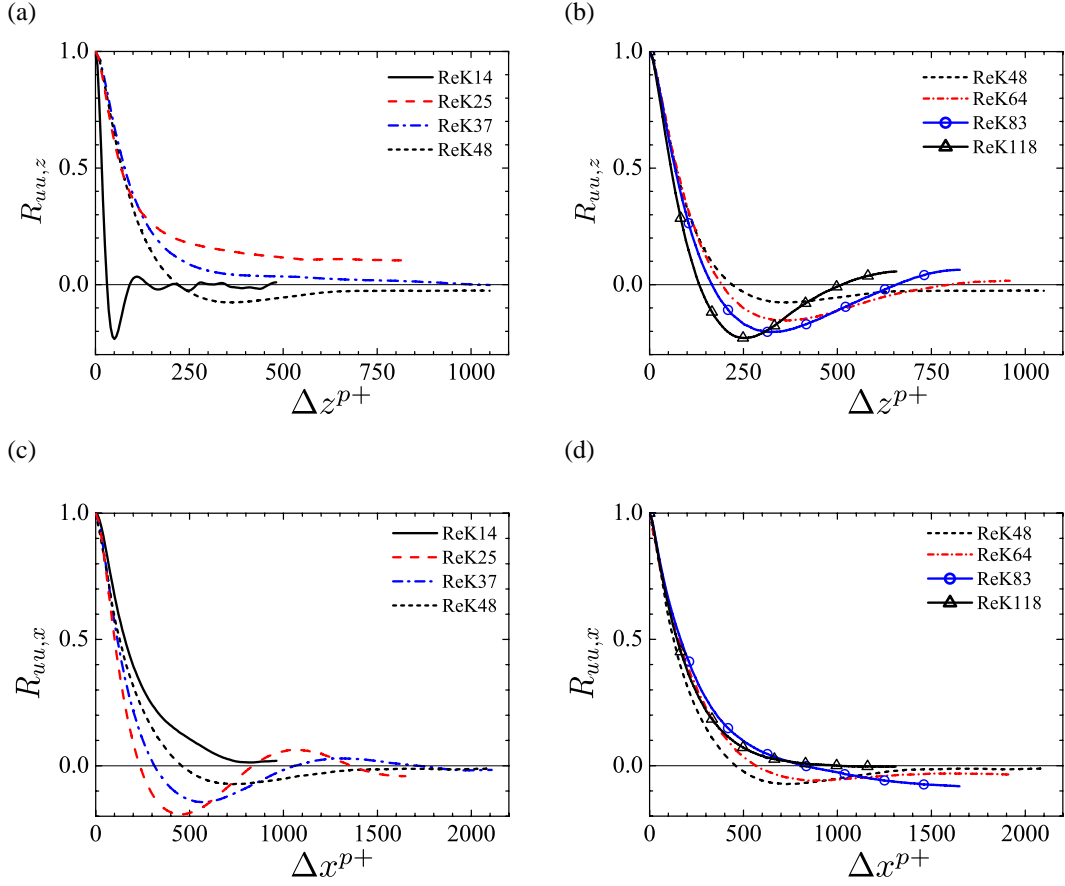 (a)
1.0
0.5
0.0
R_{uu,z}
ReK14
ReK25
ReK37
ReK48
0 250 500 750 1000
Δz^{p+}
(b)
1.0
0.5
0.0
R_{uu,z}
ReK48
ReK64
ReK83
ReK118
0 250 500 750 1000
Δz^{p+}
(c)
1.0
0.5
0.0
R_{uu,x}
ReK14
ReK25
ReK37
ReK48
0 500 1000 1500 2000
Δx^{p+}
(d)
1.0
0.5
0.0
R_{uu,x}
ReK48
ReK64
ReK83
ReK118
0 500 1000 1500 2000
Δx^{p+}